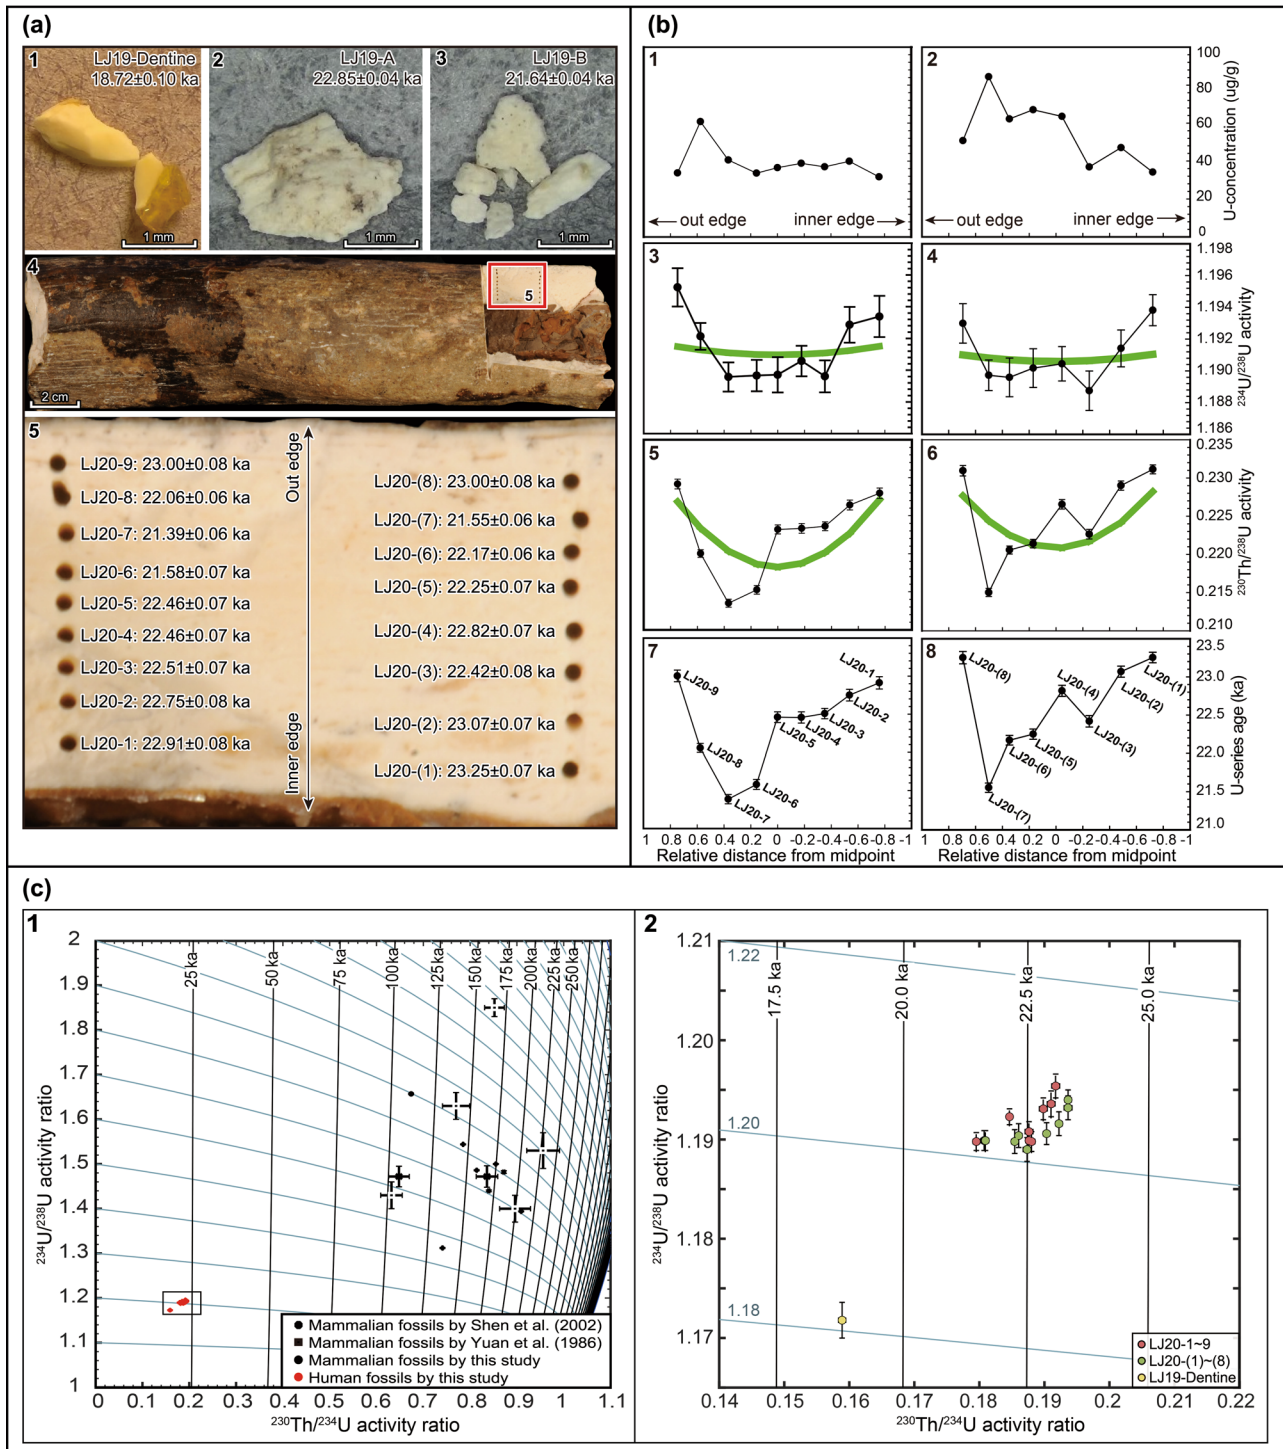 (a)
1
LJ19-Dentine
18.72±0.10 ka
1 mm
2
LJ19-A
22.85±0.04 ka
1 mm
3
LJ19-B
21.64±0.04 ka
1 mm
4
5
2 cm
5
Out edge
Inner edge
LJ20-9: 23.00±0.08 ka
LJ20-8: 22.06±0.06 ka
LJ20-7: 21.39±0.06 ka
LJ20-6: 21.58±0.07 ka
LJ20-5: 22.46±0.07 ka
LJ20-4: 22.46±0.07 ka
LJ20-3: 22.51±0.07 ka
LJ20-2: 22.75±0.08 ka
LJ20-1: 22.91±0.08 ka
LJ20-(8): 23.00±0.08 ka
LJ20-(7): 21.55±0.06 ka
LJ20-(6): 22.17±0.06 ka
LJ20-(5): 22.25±0.07 ka
LJ20-(4): 22.82±0.07 ka
LJ20-(3): 22.42±0.08 ka
LJ20-(2): 23.07±0.07 ka
LJ20-(1): 23.25±0.07 ka
(b)
1
out edge
inner edge
2
out edge
inner edge
100
80
60
40
20
0
U-concentration (ug/g)
3
4
1.198
1.196
1.194
1.192
1.190
1.188
1.186
234U/238U activity
5
6
0.235
0.230
0.225
0.220
0.215
0.210
230Th/238U activity
7
LJ20-9
LJ20-8
LJ20-7
LJ20-6
LJ20-5
LJ20-4
LJ20-3
LJ20-2
LJ20-1
8
LJ20-(8)
LJ20-(7)
LJ20-(6)
LJ20-(5)
LJ20-(4)
LJ20-(3)
LJ20-(2)
LJ20-(1)
23.5
23.0
22.5
22.0
21.5
21.0
U-series age (ka)
1 0.8 0.6 0.4 0.2 0 -0.2 -0.4 -0.6 -0.8 1
0.8 0.6 0.4 0.2 0 -0.2 -0.4 -0.6 -0.8 -1
Relative distance from midpoint
Relative distance from midpoint
(c)
1
2
1.9
1.8
1.7
1.6
1.5
1.4
1.3
1.2
1.1
1
234U/238U activity ratio
25 ka
50 ka
75 ka
100 ka
125 ka
150 ka
175 ka
200 ka
225 ka
250 ka
Mammalian fossils by Shen et al. (2002)
Mammalian fossils by Yuan et al. (1986)
Mammalian fossils by this study
Human fossils by this study
0 0.1 0.2 0.3 0.4 0.5 0.6 0.7 0.8 0.9 1.0 1.1
230Th/234U activity ratio
2
1.21
1.20
1.19
1.18
1.17
234U/238U activity ratio
1.22
1.20
1.18
17.5 ka
20.0 ka
22.5 ka
25.0 ka
LJ20-1~9
LJ20-(1)~(8)
LJ19-Dentine
0.14 0.15 0.16 0.17 0.18 0.19 0.2 0.21 0.22
230Th/234U activity ratio